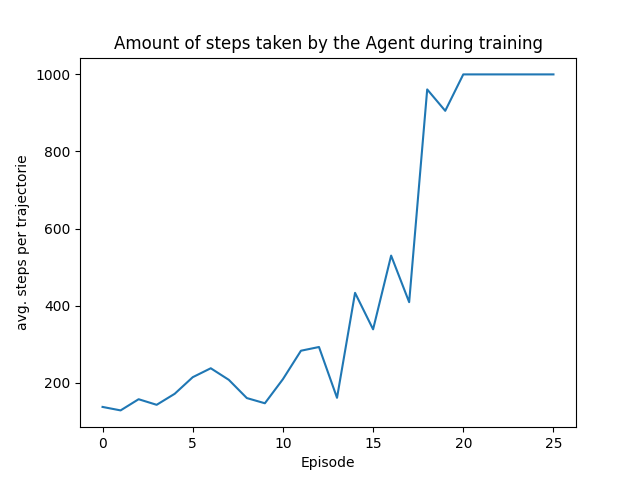 Amount of steps taken by the Agent during training
1000
800
600
400
200
avg. steps per trajectorie
0 5 10 15 20 25
Episode